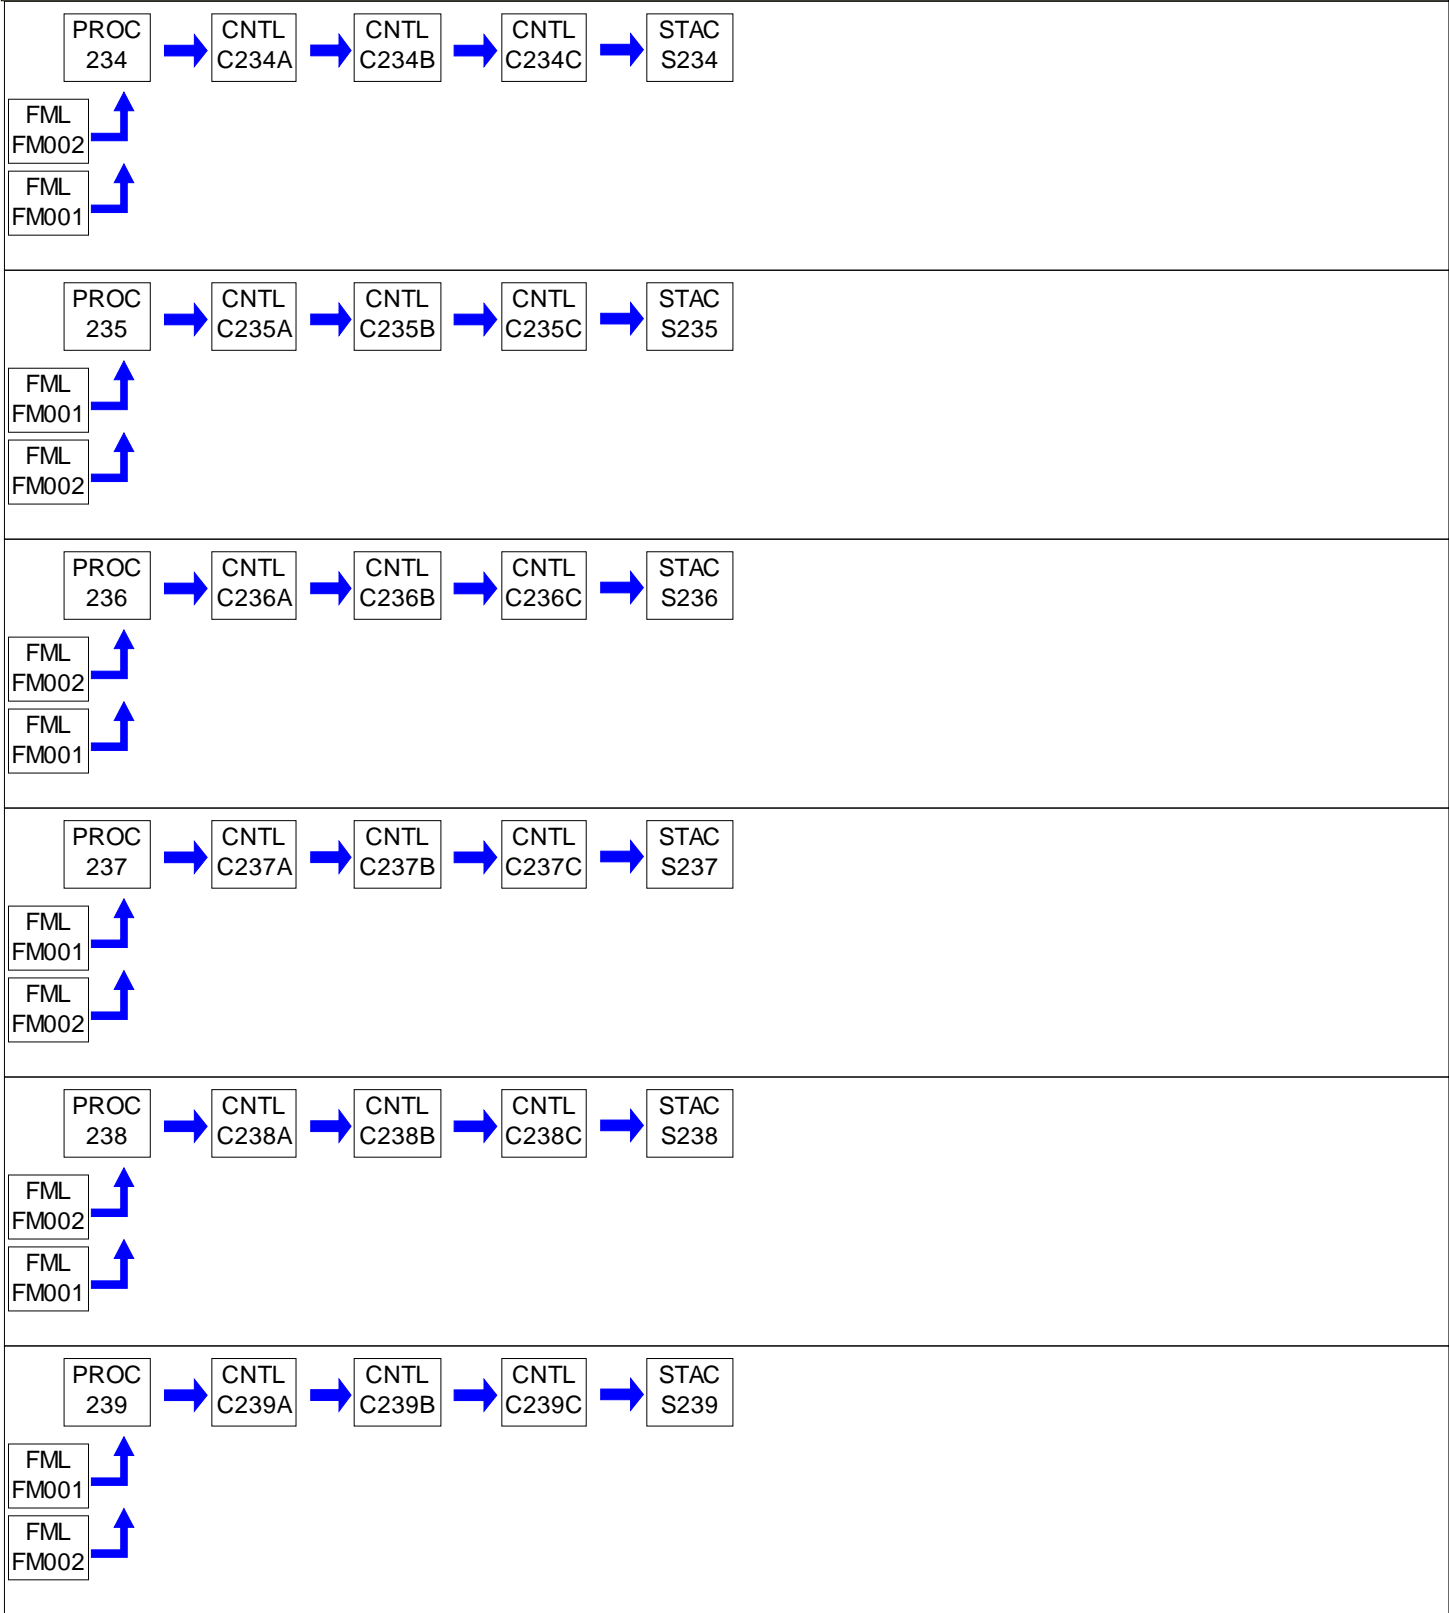 PROC
234
CNTL
C234A
CNTL
C234B
CNTL
C234C
STAC
S234
FML
FM002
FML
FM001
PROC
235
CNTL
C235A
CNTL
C235B
CNTL
C235C
STAC
S235
FML
FM001
FML
FM002
PROC
236
CNTL
C236A
CNTL
C236B
CNTL
C236C
STAC
S236
FML
FM002
FML
FM001
PROC
237
CNTL
C237A
CNTL
C237B
CNTL
C237C
STAC
S237
FML
FM001
FML
FM002
PROC
238
CNTL
C238A
CNTL
C238B
CNTL
C238C
STAC
S238
FML
FM002
FML
FM001
PROC
239
CNTL
C239A
CNTL
C239B
CNTL
C239C
STAC
S239
FML
FM001
FML
FM002